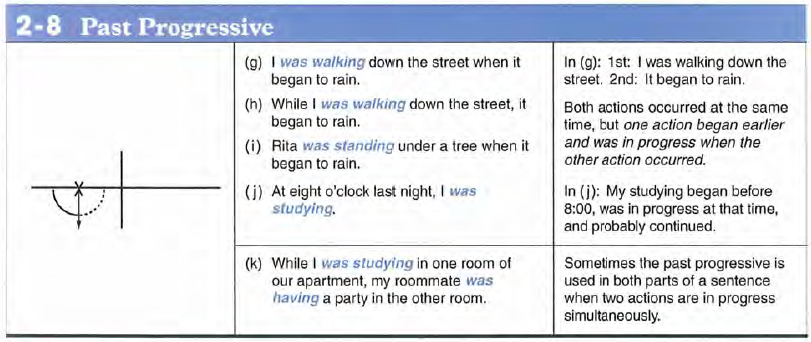 2-8 Past Progressive
(g) I was walking down the street when it
began to rain.
(h) While I was walking down the street, it
began to rain.
(i) Rita was standing under a tree when it
began to rain.
(j) At eight o'clock last night, I was
studying.
In (g): 1st: I was walking down the
street. 2nd: It began to rain.
Both actions occurred at the same
time, but one action began earlier
and was in progress when the
other action occurred.
In (j): My studying began before
8:00, was in progress at that time,
and probably continued.
(k) While I was studying in one room of
our apartment, my roommate was
having a party in the other room.
Sometimes the past progressive is
used in both parts of a sentence
when two actions are in progress
simultaneously.